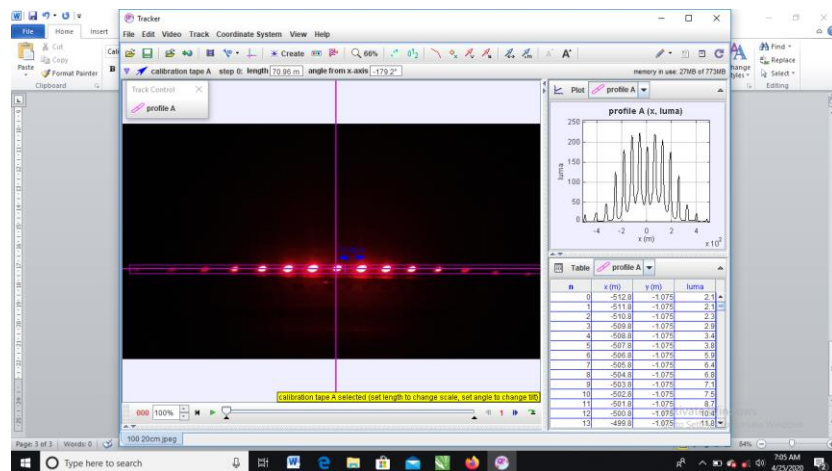 Tracker
File Home Insert
File Edit Video Track Coordinate System View Help
Cut
Copy
Format Painter
Paste
Clipboard
Cali
B
Create
66%
calibration tape A step 0: length 70.96 m angle from x-axis -179.2°
memory in use: 27MB of 773MB
Find
Replace
Select
Editing
Track Control
profile A
Plot profile A
profile A (x, luma)
250
200
150
100
50
0
luma
-4 -2 0 2 4
x (m)
x10²
Table profile A
n x (m) y (m) luma
0 -512.8 -1.075 2.1
1 -511.8 -1.075 2.1
2 -510.8 -1.075 2.3
3 -509.8 -1.075 2.9
4 -508.8 -1.075 3.4
5 -507.8 -1.075 3.8
6 -506.8 -1.075 5.9
7 -505.8 -1.075 6.4
8 -504.8 -1.075 6.8
9 -503.8 -1.075 7.1
10 -502.8 -1.075 7.5
11 -501.8 -1.075 8.7
12 -500.8 -1.075 10.4
13 -499.8 -1.075 11.8
calibration tape A selected (set length to change scale, set angle to change tilt)
000 100%
1
100 20cm.jpeg
Page: 3 of 3 Words: 0
84%
Type here to search
7:05 AM
4/25/2020